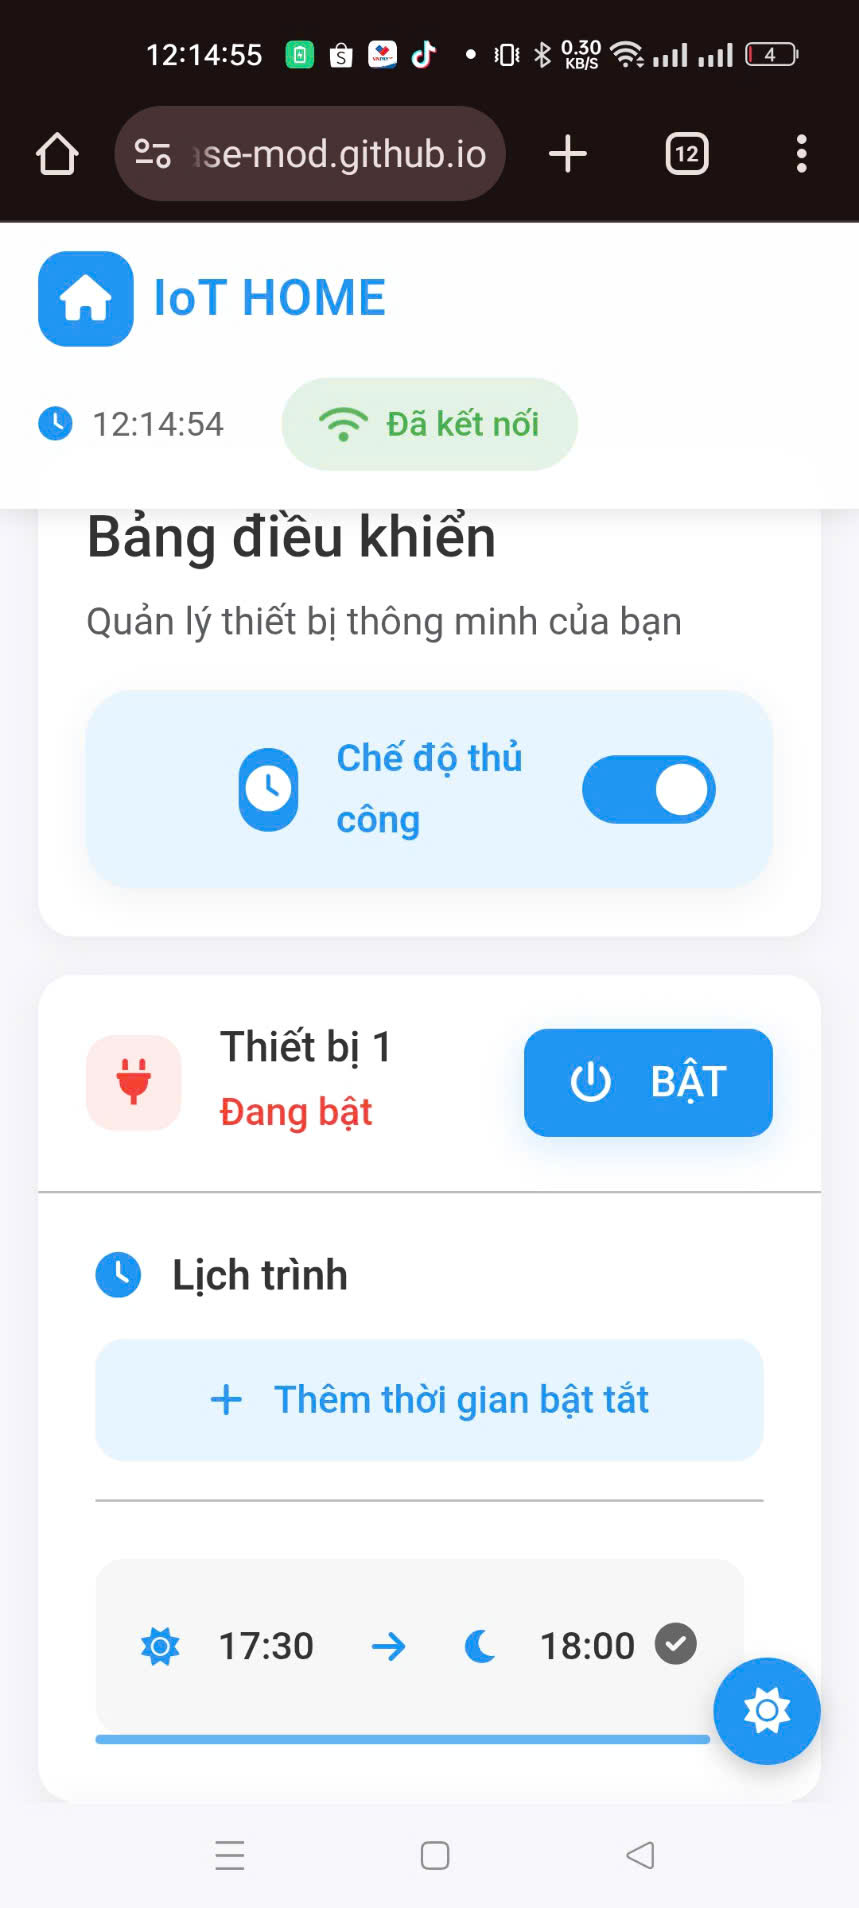 12:14:55
0.30
KB/S
4
se-mod.github.io
12
IoT HOME
12:14:54
Đã kết nối
Bảng điều khiển
Quản lý thiết bị thông minh của bạn
Chế độ thủ
công
Thiết bị 1
Đang bật
BẬT
Lịch trình
Thêm thời gian bật tắt
17:30
18:00